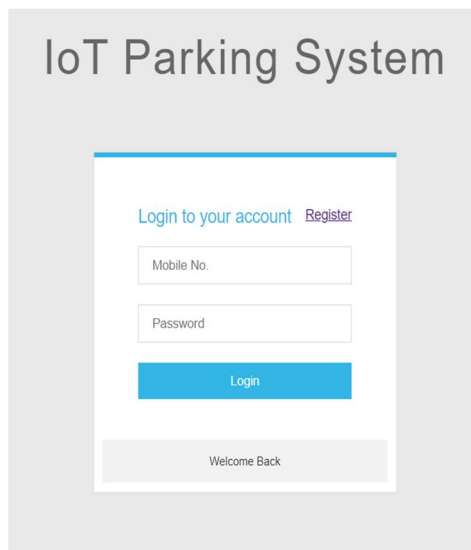 IoT Parking System
Login to your account Register
Mobile No.
Password
Login
Welcome Back